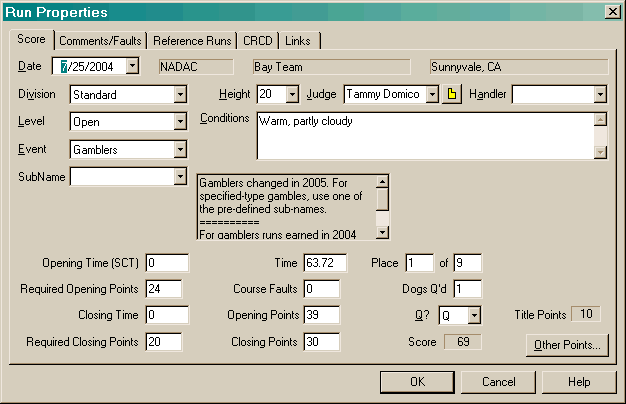 Run Properties
Score Comments/Faults Reference Runs CRCD Links
Date 7/25/2004 NADAC Bay Team Sunnyvale, CA
Division Standard Height 20 Judge Tammy Domico Handler
Level Open Conditions Warm, partly cloudy
Event Gamblers
SubName
Gamblers changed in 2005. For
specified-type gambles, use one of
the pre-defined sub-names.
==========
For gamblers runs earned in 2004
Opening Time (SCT) 0 Time 63.72 Place 1 of 9
Required Opening Points 24 Course Faults 0 Dogs Q'd 1
Closing Time 0 Opening Points 39 Q? Q Title Points 10
Required Closing Points 20 Closing Points 30 Score 69 Other Points...
OK Cancel Help